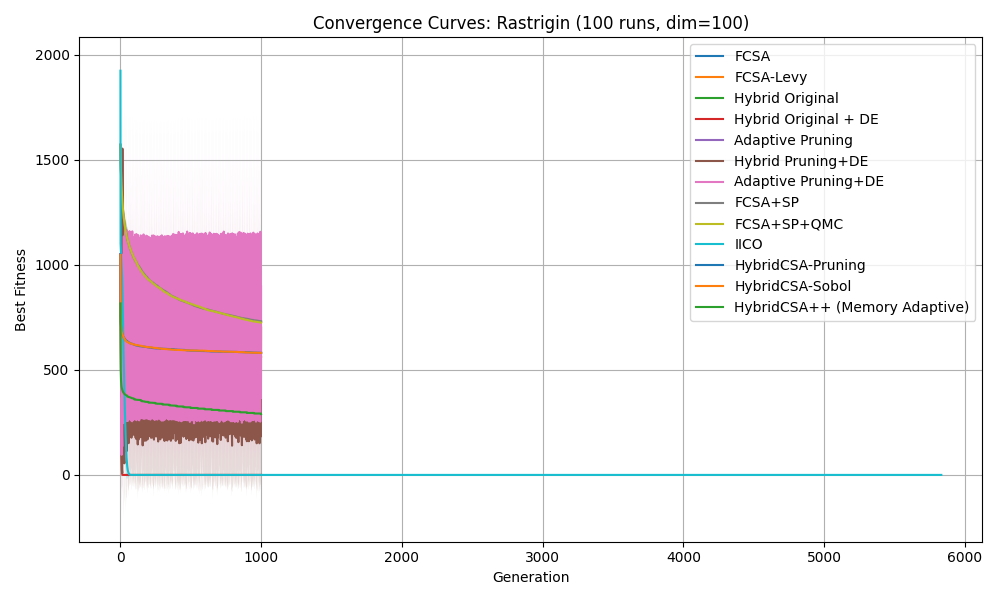 Convergence Curves: Rastrigin (100 runs, dim=100)
2000
1500
1000
500
0
Best Fitness
FCSA
FCSA-Levy
Hybrid Original
Hybrid Original + DE
Adaptive Pruning
Hybrid Pruning+DE
Adaptive Pruning+DE
FCSA+SP
FCSA+SP+QMC
IICO
HybridCSA-Pruning
HybridCSA-Sobol
HybridCSA++ (Memory Adaptive)
0
1000
2000
3000
4000
5000
6000
Generation